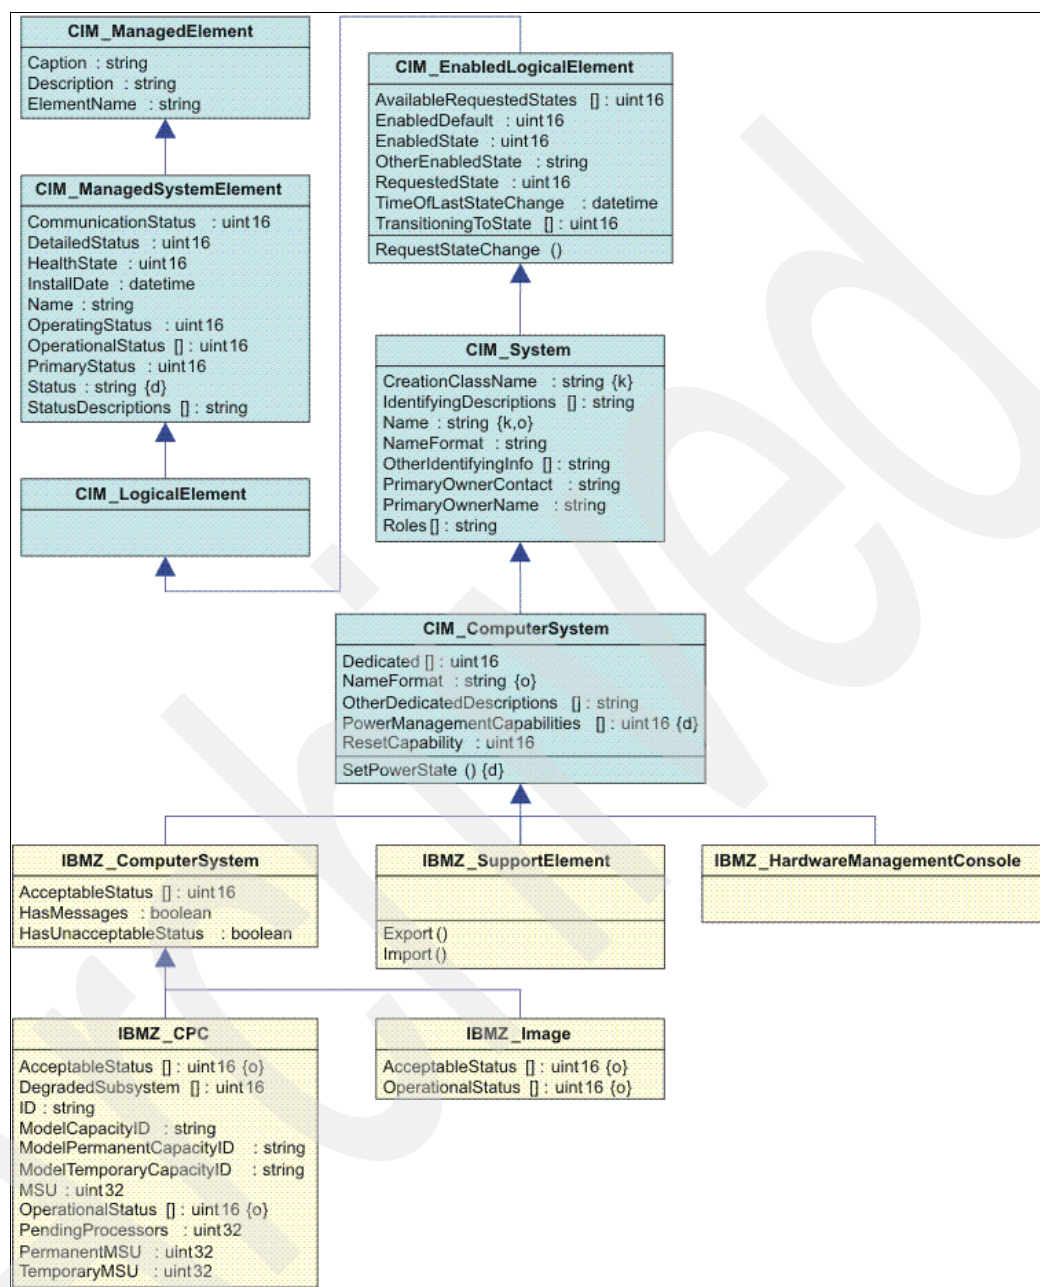 CIM_ManagedElement
Caption : string
Description : string
ElementName : string
CIM_ManagedSystemElement
CommunicationStatus : uint16
DetailedStatus : uint16
HealthState : uint16
InstallDate : datetime
Name : string
OperatingStatus : uint16
OperationalStatus [] : uint16
PrimaryStatus : uint16
Status : string {d}
StatusDescriptions [] : string
CIM_LogicalElement
CIM_EnabledLogicalElement
AvailableRequestedStates [] : uint16
EnabledDefault : uint16
EnabledState : uint16
OtherEnabledState : string
RequestedState : uint16
TimeOfLastStateChange : datetime
TransitioningToState [] : uint16
RequestStateChange ()
CIM_System
CreationClassName : string {k}
IdentifyingDescriptions [] : string
Name : string {k,o}
NameFormat : string
OtherIdentifyingInfo [] : string
PrimaryOwnerContact : string
PrimaryOwnerName : string
Roles[] : string
CIM_ComputerSystem
Dedicated [] : uint16
NameFormat : string {o}
OtherDedicatedDescriptions [] : string
PowerManagementCapabilities [] : uint16 {d}
ResetCapability : uint16
SetPowerState () {d}
IBMZ_ComputerSystem
AcceptableStatus [] : uint16
HasMessages : boolean
HasUnacceptableStatus : boolean
IBMZ_SupportElement
Export()
Import()
IBMZ_HardwareManagementConsole
IBMZ_CPC
AcceptableStatus [] : uint16 {o}
DegradedSubsystem [] : uint16
ID : string
ModelCapacityID : string
ModelPermanentCapacityID : string
ModelTemporaryCapacityID : string
MSU : uint32
OperationalStatus [] : uint16 {o}
PendingProcessors : uint32
PermanentMSU : uint32
TemporaryMSU : uint32
IBMZ_Image
AcceptableStatus [] : uint16 {o}
OperationalStatus [] : uint16 {o}